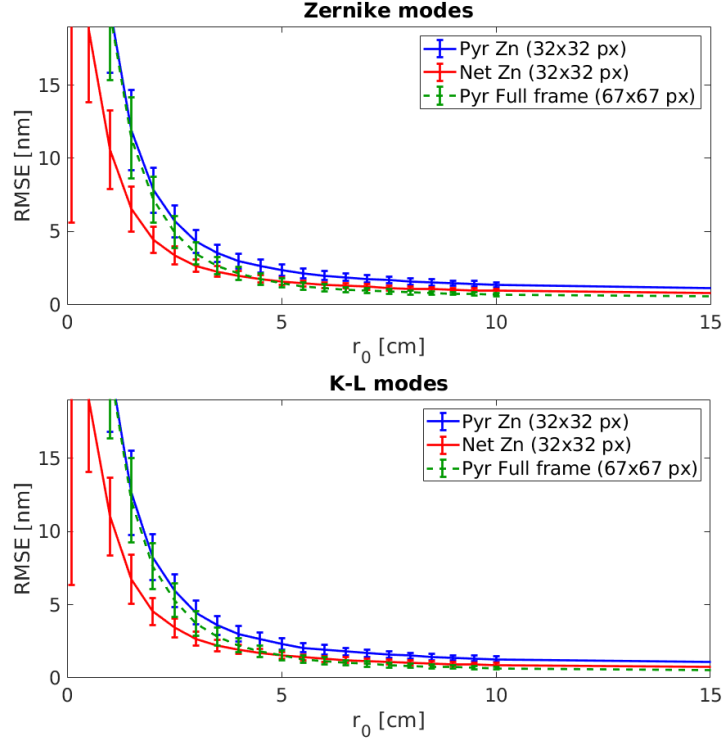 Zernike modes
Pyr Zn (32x32 px)
Net Zn (32x32 px)
Pyr Full frame (67x67 px)
RMSE [nm]
15
10
5
0
0
5
10
15
r_0 [cm]
K-L modes
Pyr Zn (32x32 px)
Net Zn (32x32 px)
Pyr Full frame (67x67 px)
RMSE [nm]
15
10
5
0
0
5
10
15
r_0 [cm]